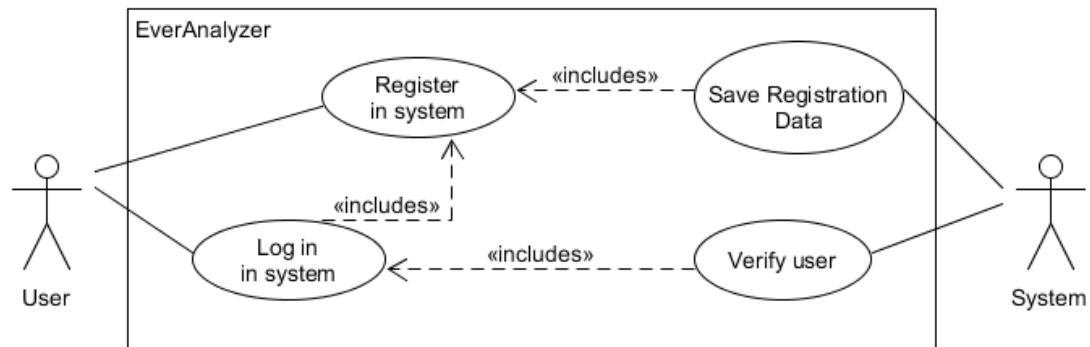 EverAnalyzer
Register
in system
«includes»
Save Registration
Data
«includes»
Log in
in system
«includes»
Verify user
User
System